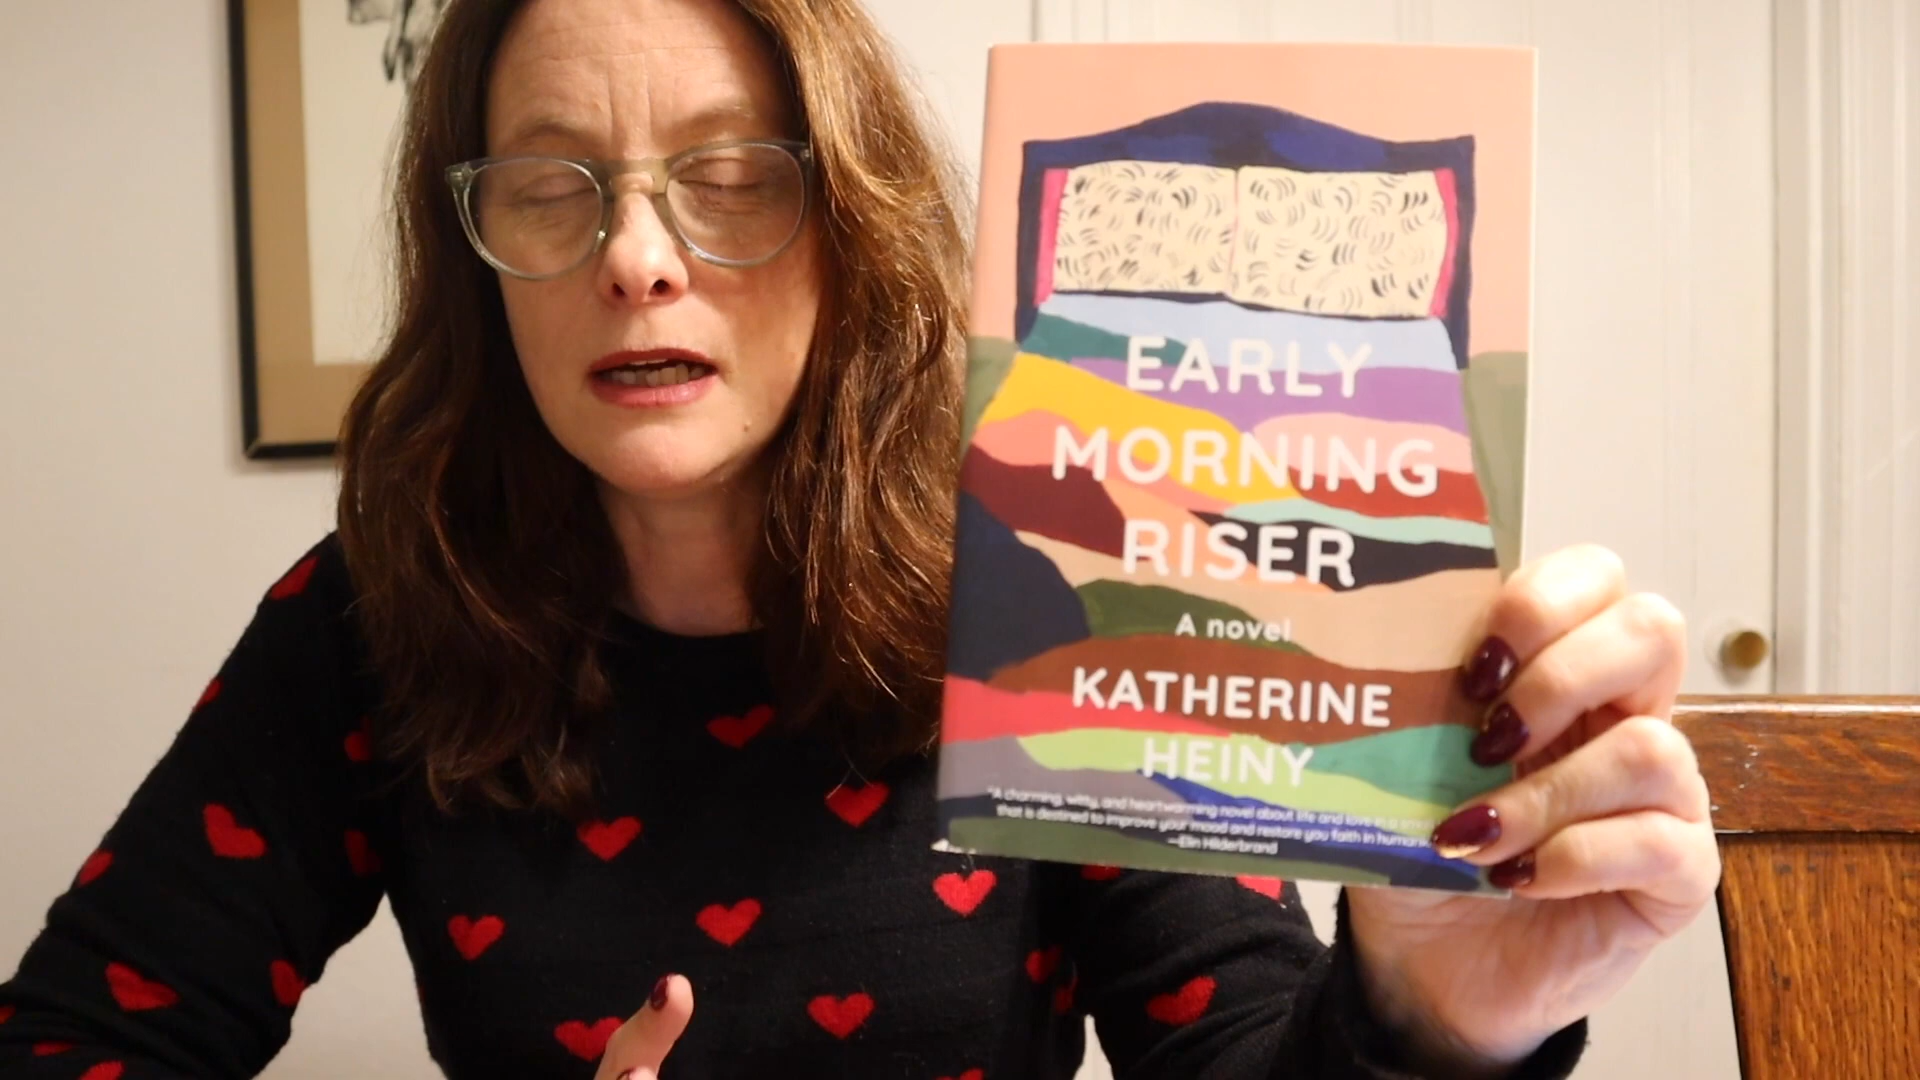 EARLY
MORNING
RISER
A novel
KATHERINE
HEINY
"A charming, witty, and heartwarming novel about life and love in a
that is destined to improve your mood and restore you faith in
—Elin Hilderbrand